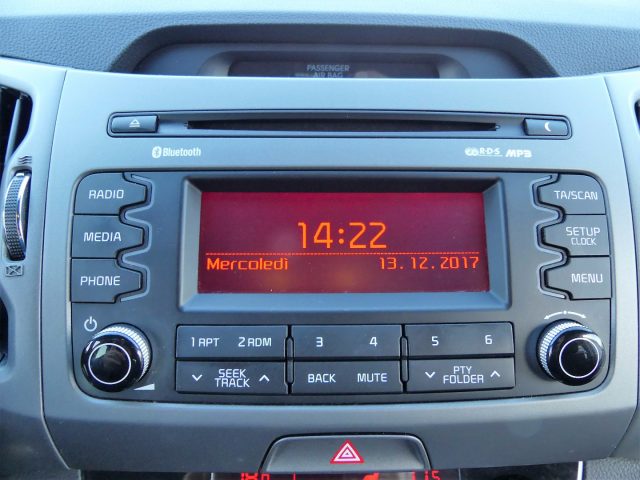 PASSENGER
AIR BAG
Bluetooth
R·D·S MP3
RADIO
TA/SCAN
14:22
MEDIA
SETUP
CLOCK
Mercoledì 13.12.2017
PHONE
MENU
1 RPT 2 RDM 3 4 5 6
SEEK
TRACK
BACK MUTE
PTY
FOLDER